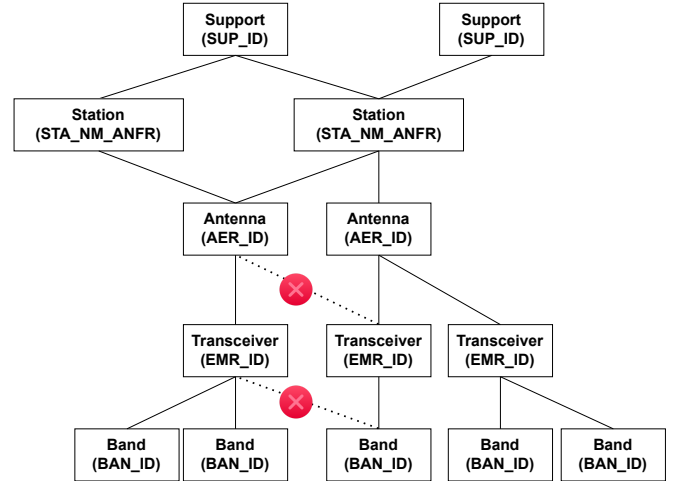 Support
(SUP_ID)
Support
(SUP_ID)
Station
(STA_NM_ANFR)
Station
(STA_NM_ANFR)
Antenna
(AER_ID)
Antenna
(AER_ID)
Transceiver
(EMR_ID)
Transceiver
(EMR_ID)
Transceiver
(EMR_ID)
Band
(BAN_ID)
Band
(BAN_ID)
Band
(BAN_ID)
Band
(BAN_ID)
Band
(BAN_ID)